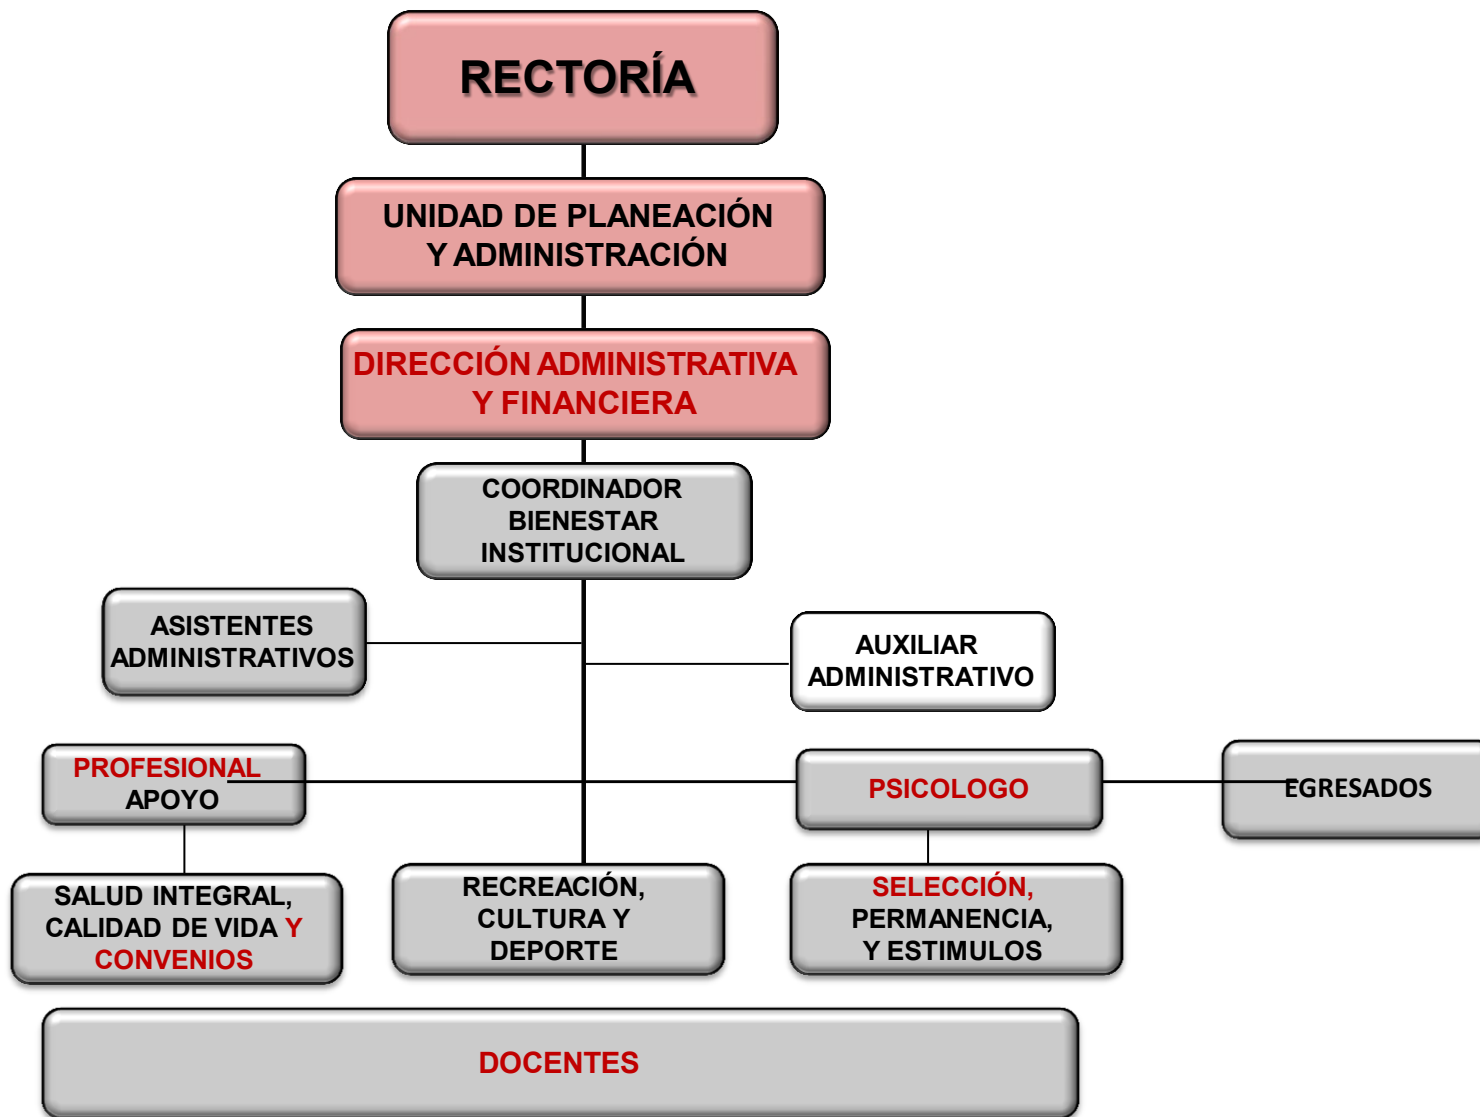 RECTORÍA
UNIDAD DE PLANEACIÓN
Y ADMINISTRACIÓN
DIRECCIÓN ADMINISTRATIVA
Y FINANCIERA
COORDINADOR
BIENESTAR
INSTITUCIONAL
ASISTENTES
ADMINISTRATIVOS
AUXILIAR
ADMINISTRATIVO
PROFESIONAL
APOYO
PSICOLOGO
EGRESADOS
SALUD INTEGRAL,
CALIDAD DE VIDA Y
CONVENIOS
RECREACIÓN,
CULTURA Y
DEPORTE
SELECCIÓN,
PERMANENCIA,
Y ESTIMULOS
DOCENTES